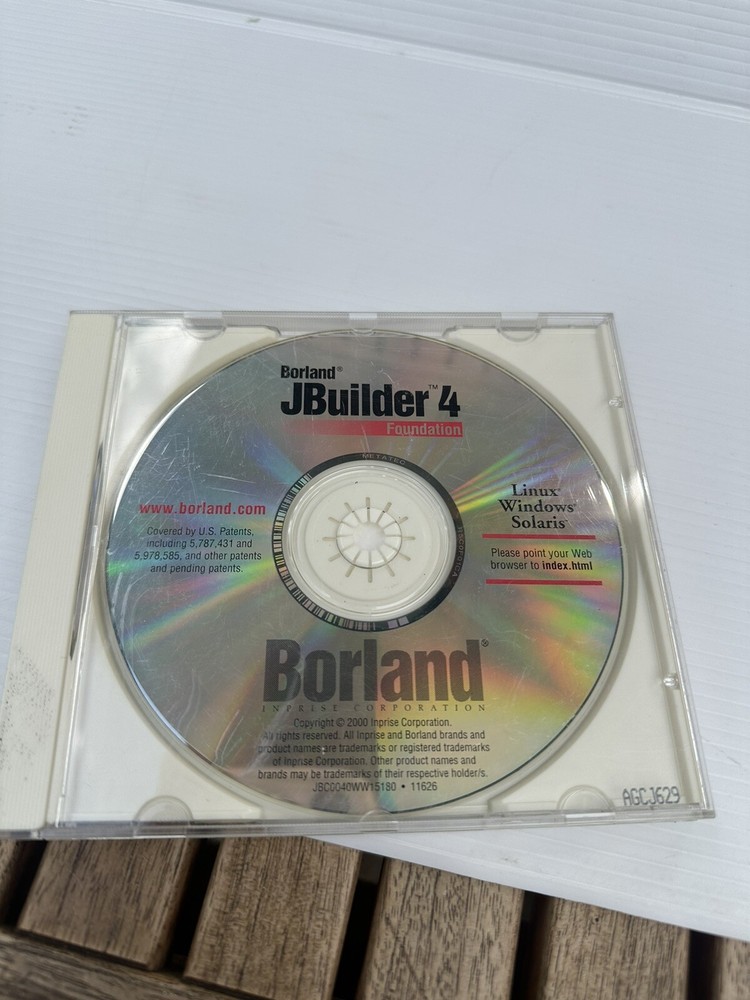 Borland®
JBuilder™ 4
Foundation
METATEC
www.borland.com
Covered by U.S. Patents,
including 5,787,431 and
5,978,585, and other patents
and pending patents.
Linux®
Windows®
Solaris™
Please point your Web
browser to index.html
Borland®
INPRISE CORPORATION
Copyright © 2000 Inprise Corporation.
All rights reserved. All Inprise and Borland brands and
product names are trademarks or registered trademarks
of Inprise Corporation. Other product names and
brands may be trademarks of their respective holder/s.
JBC0040WW15180 • 11626
AGCJ629